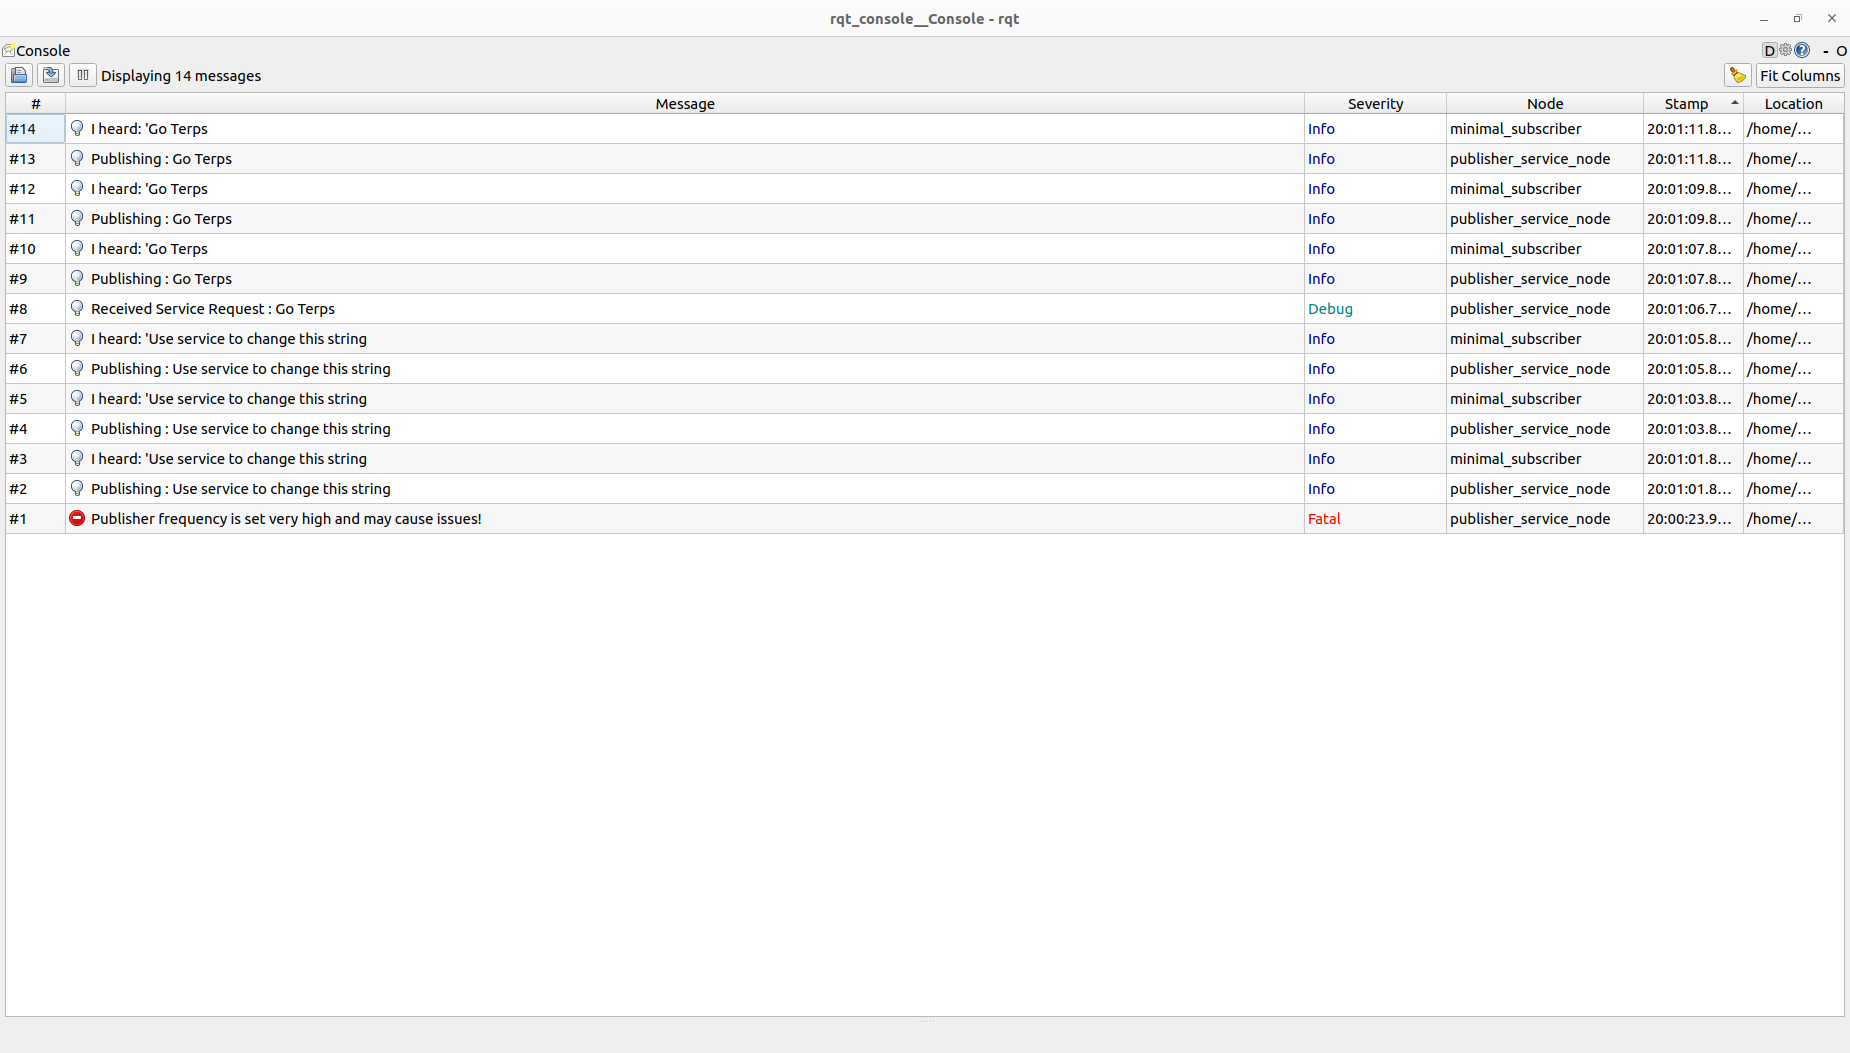 rqt_console__Console - rqt
Console D ? - O
Displaying 14 messages Fit Columns
# Message Severity Node Stamp Location
#14 I heard: 'Go Terps Info minimal_subscriber 20:01:11.8... /home/...
#13 Publishing : Go Terps Info publisher_service_node 20:01:11.8... /home/...
#12 I heard: 'Go Terps Info minimal_subscriber 20:01:09.8... /home/...
#11 Publishing : Go Terps Info publisher_service_node 20:01:09.8... /home/...
#10 I heard: 'Go Terps Info minimal_subscriber 20:01:07.8... /home/...
#9 Publishing : Go Terps Info publisher_service_node 20:01:07.8... /home/...
#8 Received Service Request : Go Terps Debug publisher_service_node 20:01:06.7... /home/...
#7 I heard: 'Use service to change this string Info minimal_subscriber 20:01:05.8... /home/...
#6 Publishing : Use service to change this string Info publisher_service_node 20:01:05.8... /home/...
#5 I heard: 'Use service to change this string Info minimal_subscriber 20:01:03.8... /home/...
#4 Publishing : Use service to change this string Info publisher_service_node 20:01:03.8... /home/...
#3 I heard: 'Use service to change this string Info minimal_subscriber 20:01:01.8... /home/...
#2 Publishing : Use service to change this string Info publisher_service_node 20:01:01.8... /home/...
#1 Publisher frequency is set very high and may cause issues! Fatal publisher_service_node 20:00:23.9... /home/...